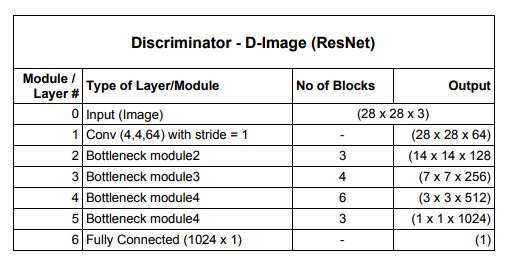 Discriminator - D-Image (ResNet)
Module / Layer # Type of Layer/Module No of Blocks Output
0 Input (Image) (28 x 28 x 3)
1 Conv (4,4,64) with stride = 1 - (28 x 28 x 64)
2 Bottleneck module2 3 (14 x 14 x 128
3 Bottleneck module3 4 (7 x 7 x 256)
4 Bottleneck module4 6 (3 x 3 x 512)
5 Bottleneck module4 3 (1 x 1 x 1024)
6 Fully Connected (1024 x 1) - (1)